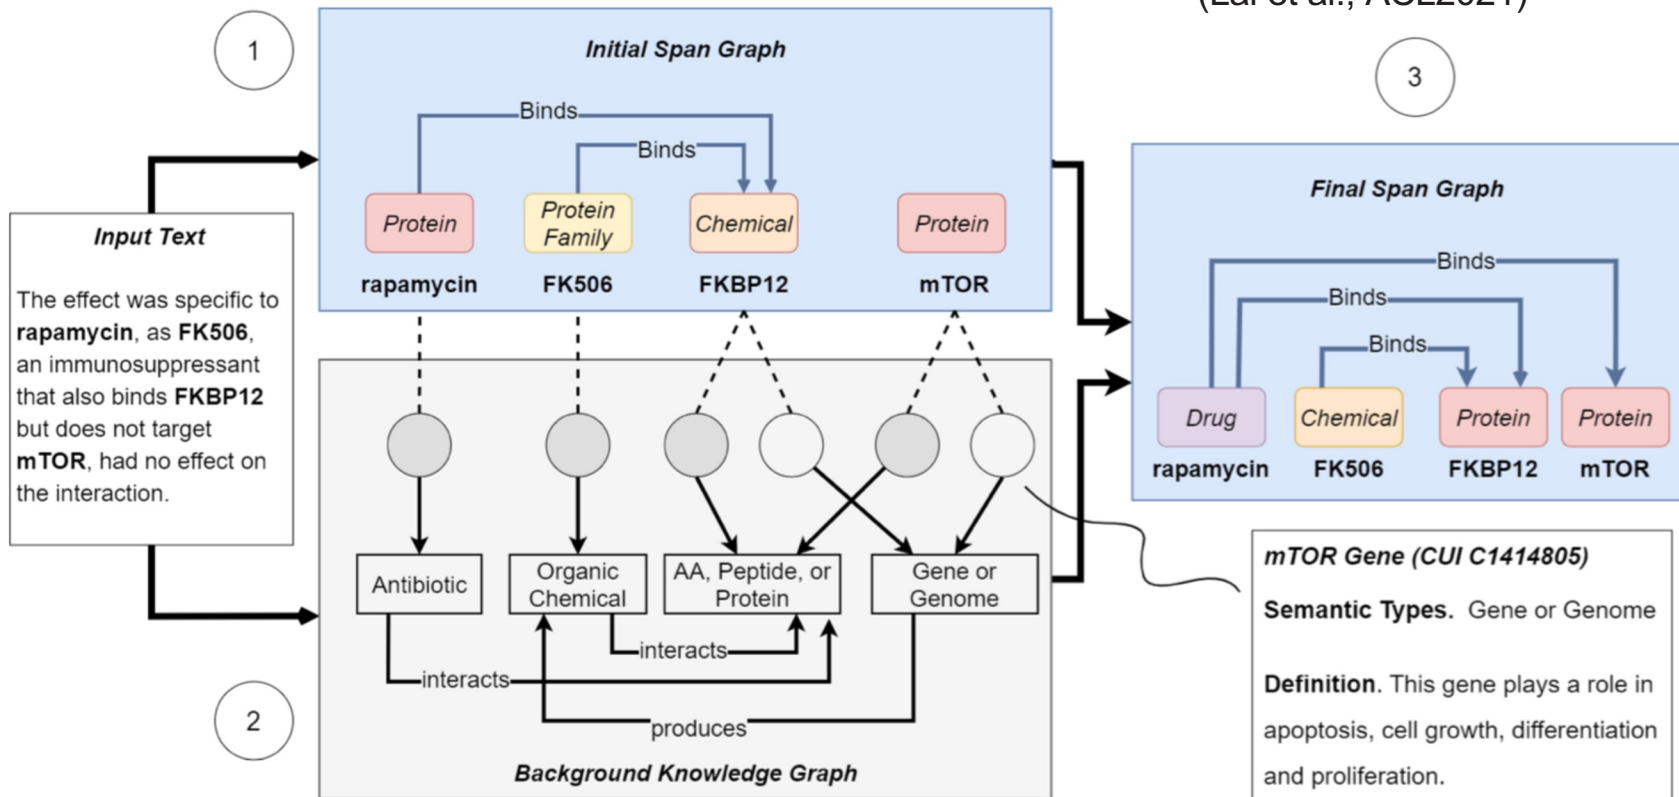 (Lai et al., ACL2021)
1
Initial Span Graph
3
Binds
Binds
Protein
Protein
Family
Chemical
Protein
rapamycin
FK506
FKBP12
mTOR
Input Text
The effect was specific to
rapamycin, as FK506,
an immunosuppressant
that also binds FKBP12
but does not target
mTOR, had no effect on
the interaction.
Final Span Graph
Binds
Binds
Binds
Drug
Chemical
Protein
Protein
rapamycin
FK506
FKBP12
mTOR
Antibiotic
Organic
Chemical
AA, Peptide, or
Protein
Gene or
Genome
interacts
interacts
produces
2
Background Knowledge Graph
mTOR Gene (CUI C1414805)
Semantic Types. Gene or Genome
Definition. This gene plays a role in
apoptosis, cell growth, differentiation
and proliferation.